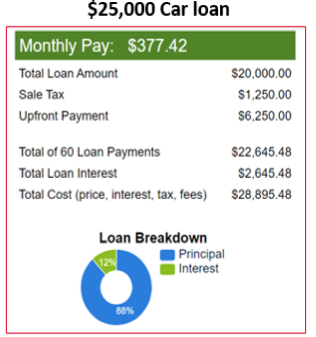 $25,000 Car loan
Monthly Pay: $377.42
Total Loan Amount $20,000.00
Sale Tax $1,250.00
Upfront Payment $6,250.00
Total of 60 Loan Payments $22,645.48
Total Loan Interest $2,645.48
Total Cost (price, interest, tax, fees) $28,895.48
Loan Breakdown
Principal
Interest
12%
88%